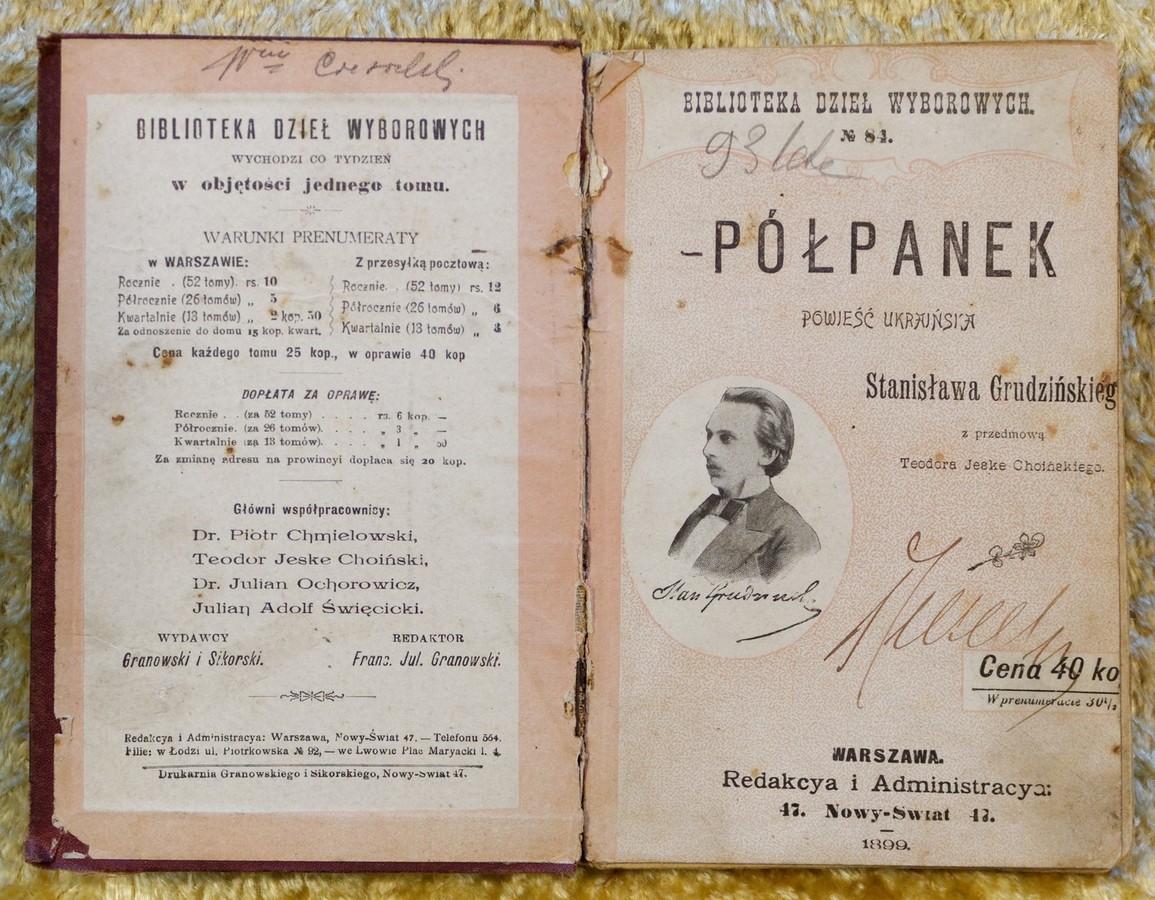 BIBLIOTEKA DZIEŁ WYBOROWYCH
WYCHODZI CO TYDZIEŃ
w objętości jednego tomu.
WARUNKI PRENUMERATY
w WARSZAWIE:
Rocznie . (52 tomy). rs. 10
Półrocznie (26 tomów) „ 5
Kwartalnie (13 tomów) „ 2 kop. 50
Za odnoszenie do domu 15 kop. kwart.
Z przesyłką pocztową:
Rocznie. . (52 tomy) rs. 12
Półrocznie (26 tomów) „ 6
Kwartalnie (13 tomów) „ 3
Cena każdego tomu 25 kop., w oprawie 40 kop
DOPŁATA ZA OPRAWĘ:
Rocznie . . (za 52 tomy) . . . . rs. 6 kop. —
Półrocznie. (za 26 tomów). . . . „ 3 „ —
Kwartalnie (za 13 tomów). . . . „ 1 „ 50
Za zmianę adresu na prowincyi dopłaca się 20 kop.
Główni współpracownicy:
Dr. Piotr Chmielowski,
Teodor Jeske Choiński,
Dr. Julian Ochorowicz,
Julian Adolf Święcicki.
WYDAWCY
Granowski i Sikorski.
REDAKTOR
Franc. Jul. Granowski.
Redakcya i Administracya: Warszawa, Nowy-Świat 47. — Telefonu 554.
Filie: w Łodzi ul. Piotrkowska № 92, — we Lwowie Plac Maryacki l. 4.
Drukarnia Granowskiego i Sikorskiego, Nowy-Świat 47.
BIBLIOTEKA DZIEŁ WYBOROWYCH.
№ 84.
93
PÓŁPANEK
POWIEŚĆ UKRAIŃSKA
Stanisława Grudzińskieg
z przedmową
Teodora Jeske Choińskiego.
Cena 40 ko
W prenumeracie 30½
WARSZAWA.
Redakcya i Administracya:
47. Nowy-Świat 47.
1899.